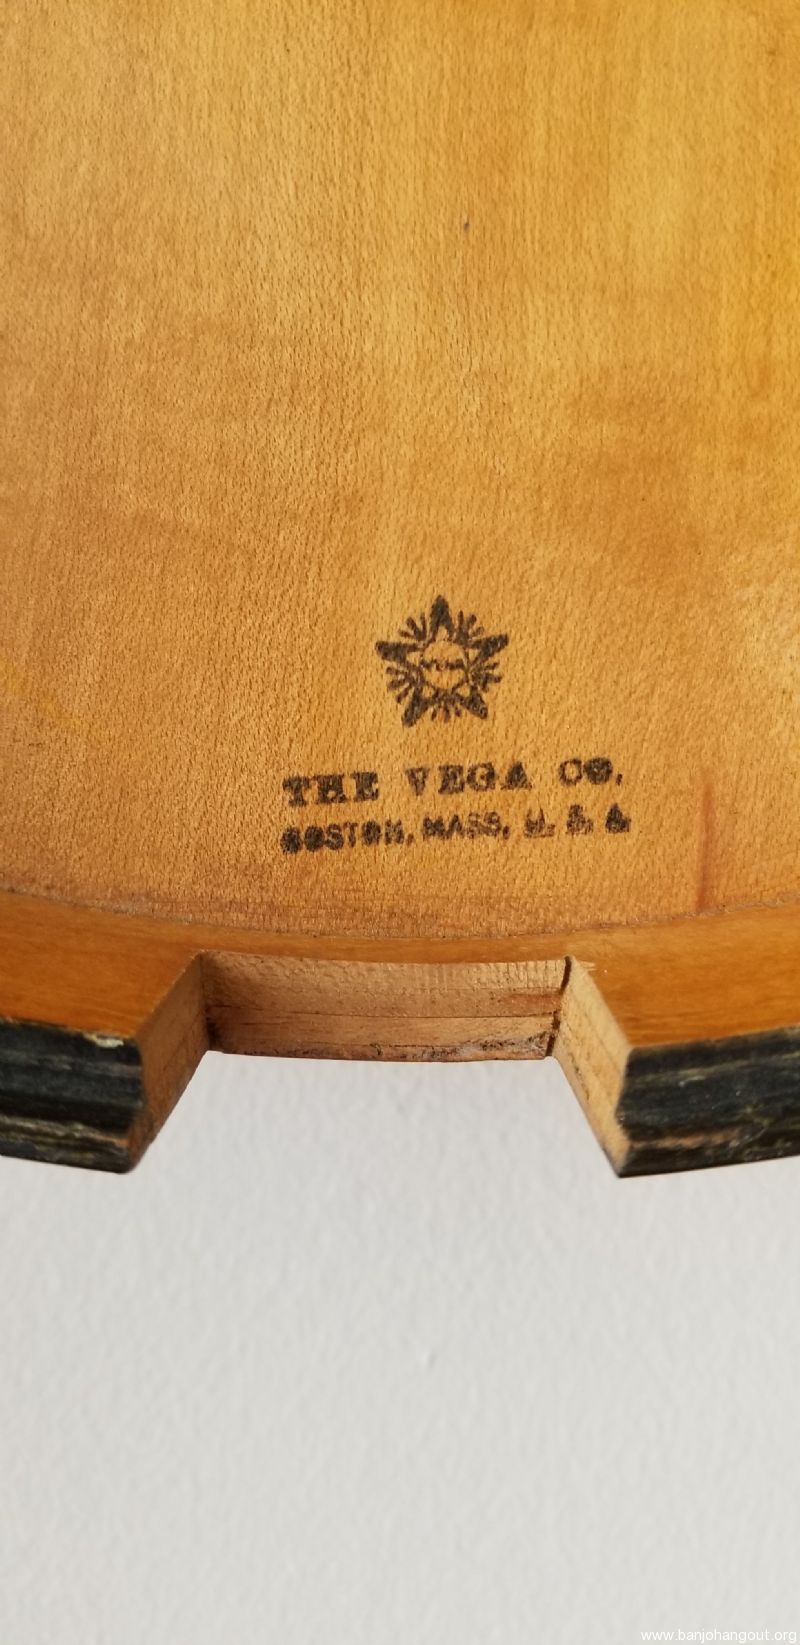 THE VEGA CO.
BOSTON, MASS, U. S. A.
www.banjohangout.org